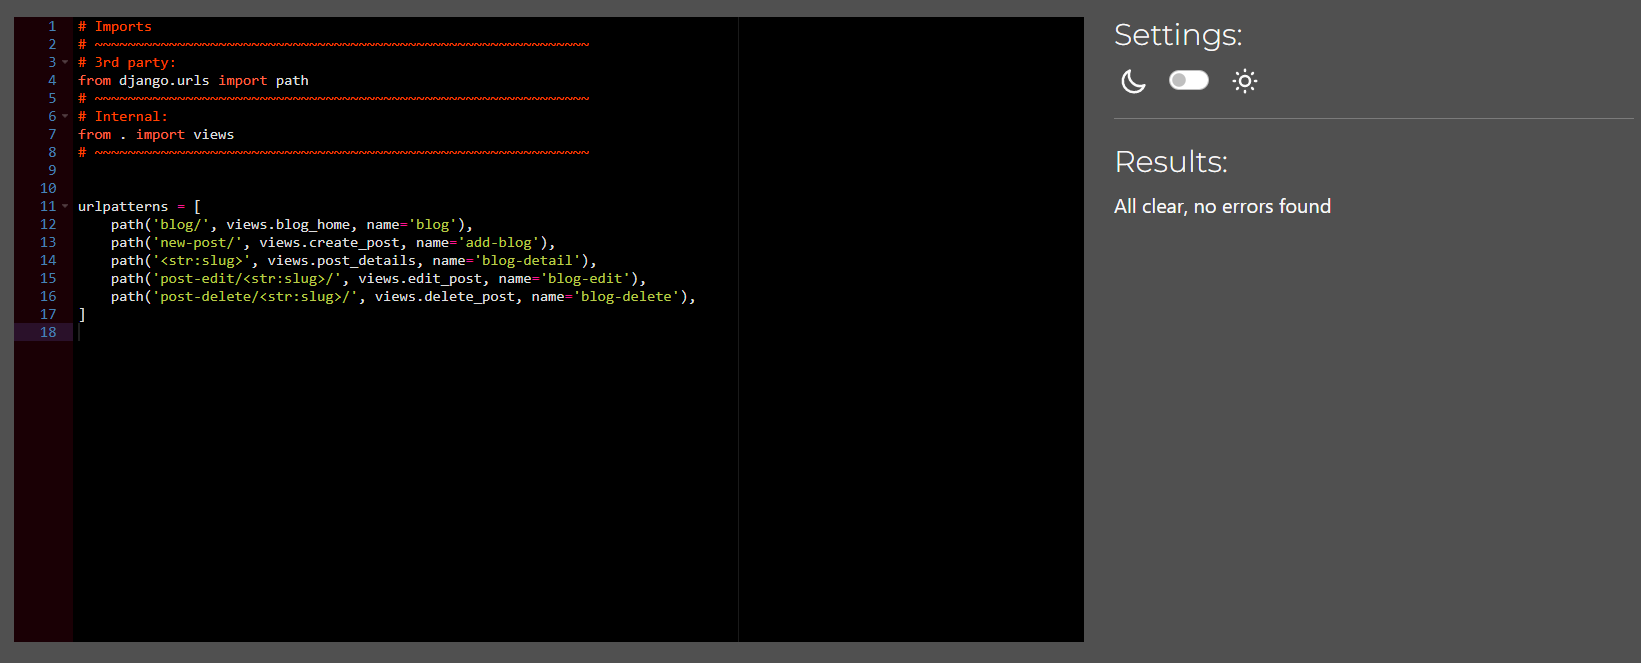 1 # Imports
2 # ~~~~~~~~~~~~~~~~~~~~~~~~~~~~~~~~~~~~~~~~~~~~~~~~~~~~~~~~~~~~
3 # 3rd party:
4 from django.urls import path
5 # ~~~~~~~~~~~~~~~~~~~~~~~~~~~~~~~~~~~~~~~~~~~~~~~~~~~~~~~~~~~~
6 # Internal:
7 from . import views
8 # ~~~~~~~~~~~~~~~~~~~~~~~~~~~~~~~~~~~~~~~~~~~~~~~~~~~~~~~~~~~~
9
10
11 urlpatterns = [
12     path('blog/', views.blog_home, name='blog'),
13     path('new-post/', views.create_post, name='add-blog'),
14     path('<str:slug>', views.post_details, name='blog-detail'),
15     path('post-edit/<str:slug>/', views.edit_post, name='blog-edit'),
16     path('post-delete/<str:slug>/', views.delete_post, name='blog-delete'),
17 ]
18
Settings:
Results:
All clear, no errors found